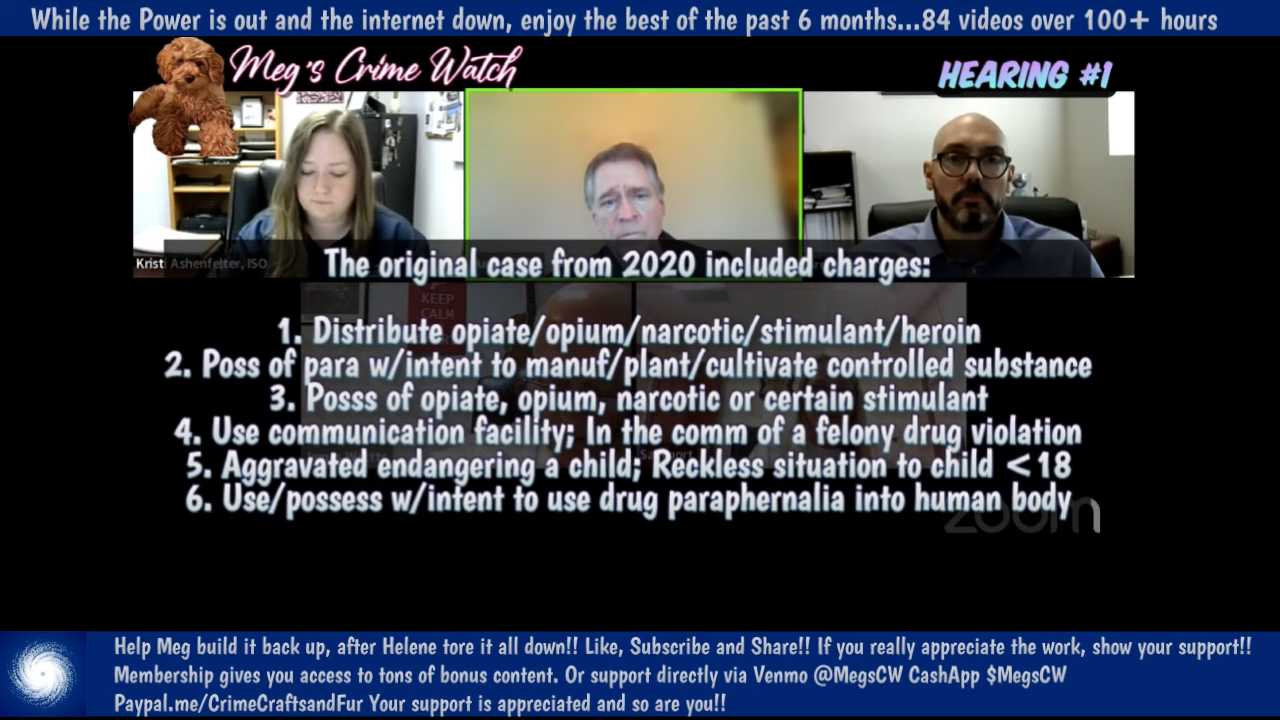 While the Power is out and the internet down, enjoy the best of the past 6 months...84 videos over 100+ hours
Meg's Crime Watch
HEARING #1
Kristi Ashenfelter, ISO
The original case from 2020 included charges:
KEEP
CALM
1. Distribute opiate/opium/narcotic/stimulant/heroin
2. Poss of para w/intent to manuf/plant/cultivate controlled substance
3. Posss of opiate, opium, narcotic or certain stimulant
4. Use communication facility; In the comm of a felony drug violation
5. Aggravated endangering a child; Reckless situation to child <18
6. Use/possess w/intent to use drug paraphernalia into human body
zoom
Help Meg build it back up, after Helene tore it all down!! Like, Subscribe and Share!! If you really appreciate the work, show your support!!
Membership gives you access to tons of bonus content. Or support directly via Venmo @MegsCW CashApp $MegsCW
Paypal.me/CrimeCraftsandFur Your support is appreciated and so are you!!